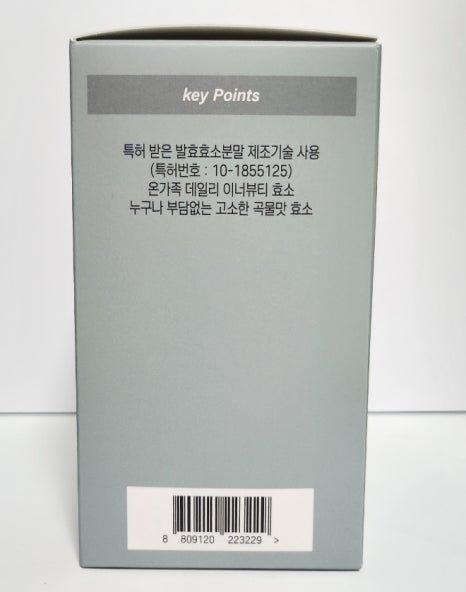 key Points
특허 받은 발효효소분말 제조기술 사용
(특허번호 : 10-1855125)
온가족 데일리 이너뷰티 효소
누구나 부담없는 고소한 곡물맛 효소
8 809120 223229 >